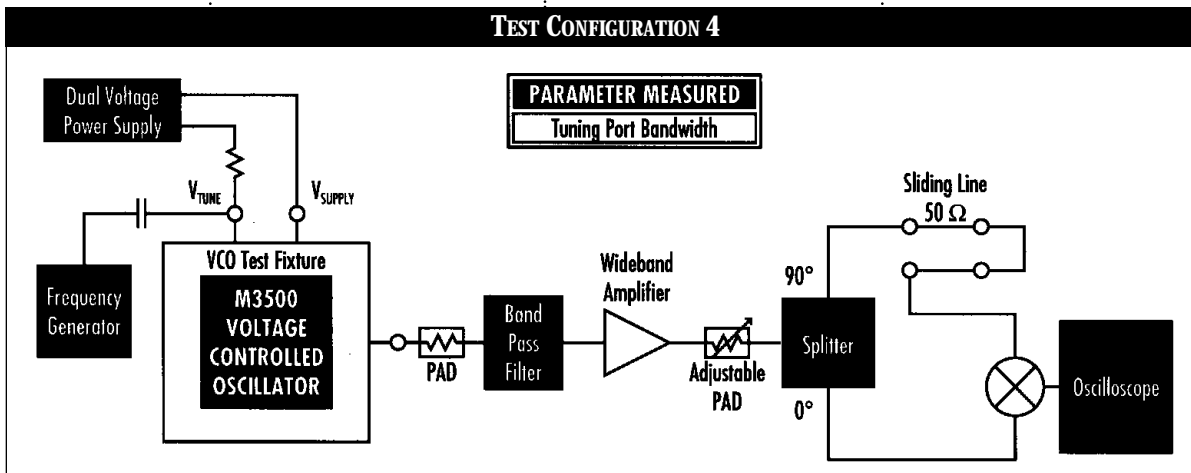 TEST CONFIGURATION 4
Dual Voltage
Power Supply
PARAMETER MEASURED
Tuning Port Bandwidth
VTUNE
VSUPPLY
Frequency
Generator
VCO Test Fixture
M3500
VOLTAGE
CONTROLLED
OSCILLATOR
PAD
Band
Pass
Filter
Wideband
Amplifier
Adjustable
PAD
90°
Splitter
0°
Sliding Line
50 Ω
Oscilloscope